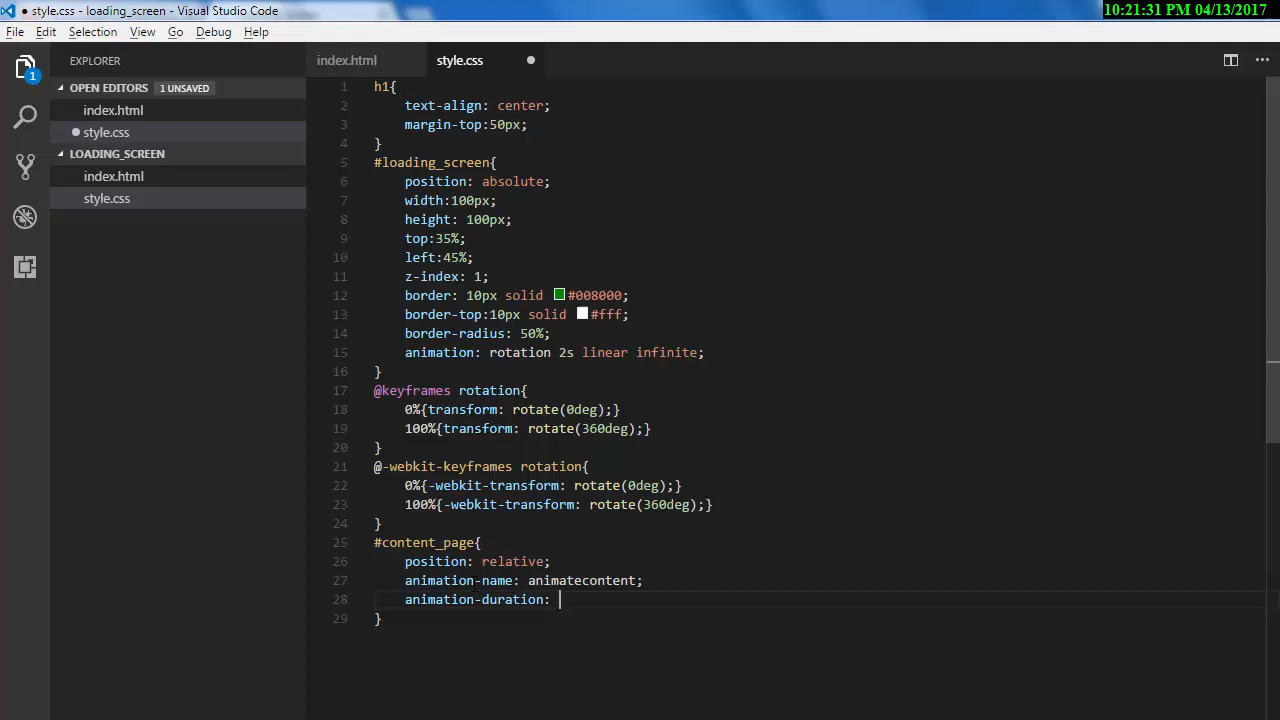 style.css - loading_screen - Visual Studio Code
10:21:31 PM 04/13/2017
File Edit Selection View Go Debug Help
EXPLORER
index.html
style.css
1
OPEN EDITORS 1 UNSAVED
index.html
style.css
LOADING_SCREEN
index.html
style.css
1 h1{
2 text-align: center;
3 margin-top:50px;
4 }
5 #loading_screen{
6 position: absolute;
7 width:100px;
8 height: 100px;
9 top:35%;
10 left:45%;
11 z-index: 1;
12 border: 10px solid #008000;
13 border-top:10px solid #fff;
14 border-radius: 50%;
15 animation: rotation 2s linear infinite;
16 }
17 @keyframes rotation{
18 0%{transform: rotate(0deg);}
19 100%{transform: rotate(360deg);}
20 }
21 @-webkit-keyframes rotation{
22 0%{-webkit-transform: rotate(0deg);}
23 100%{-webkit-transform: rotate(360deg);}
24 }
25 #content_page{
26 position: relative;
27 animation-name: animatecontent;
28 animation-duration:
29 }